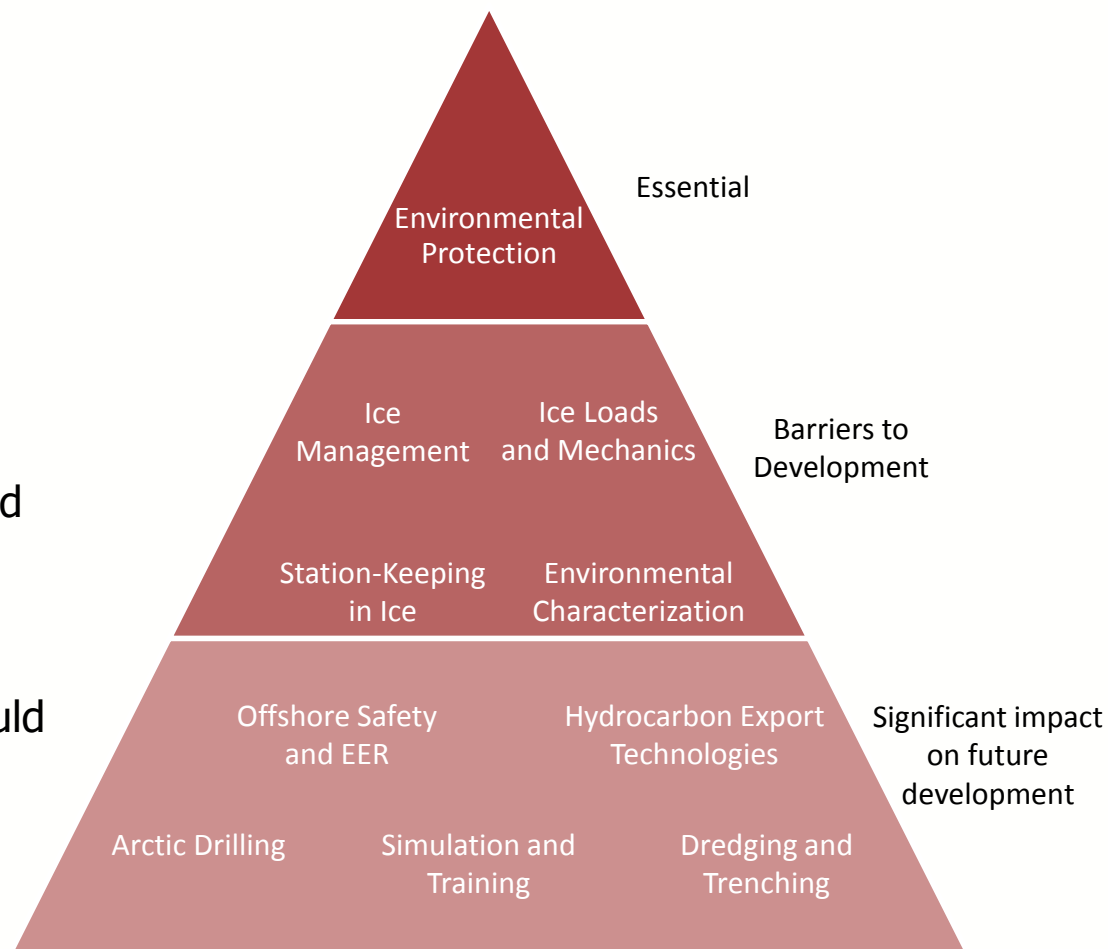 Essential
Environmental
Protection
Ice
Management
Ice Loads
and Mechanics
Barriers to
Development
Station-Keeping
in Ice
Environmental
Characterization
Offshore Safety
and EER
Hydrocarbon Export
Technologies
Significant impact
on future
development
Arctic Drilling
Simulation and
Training
Dredging and
Trenching